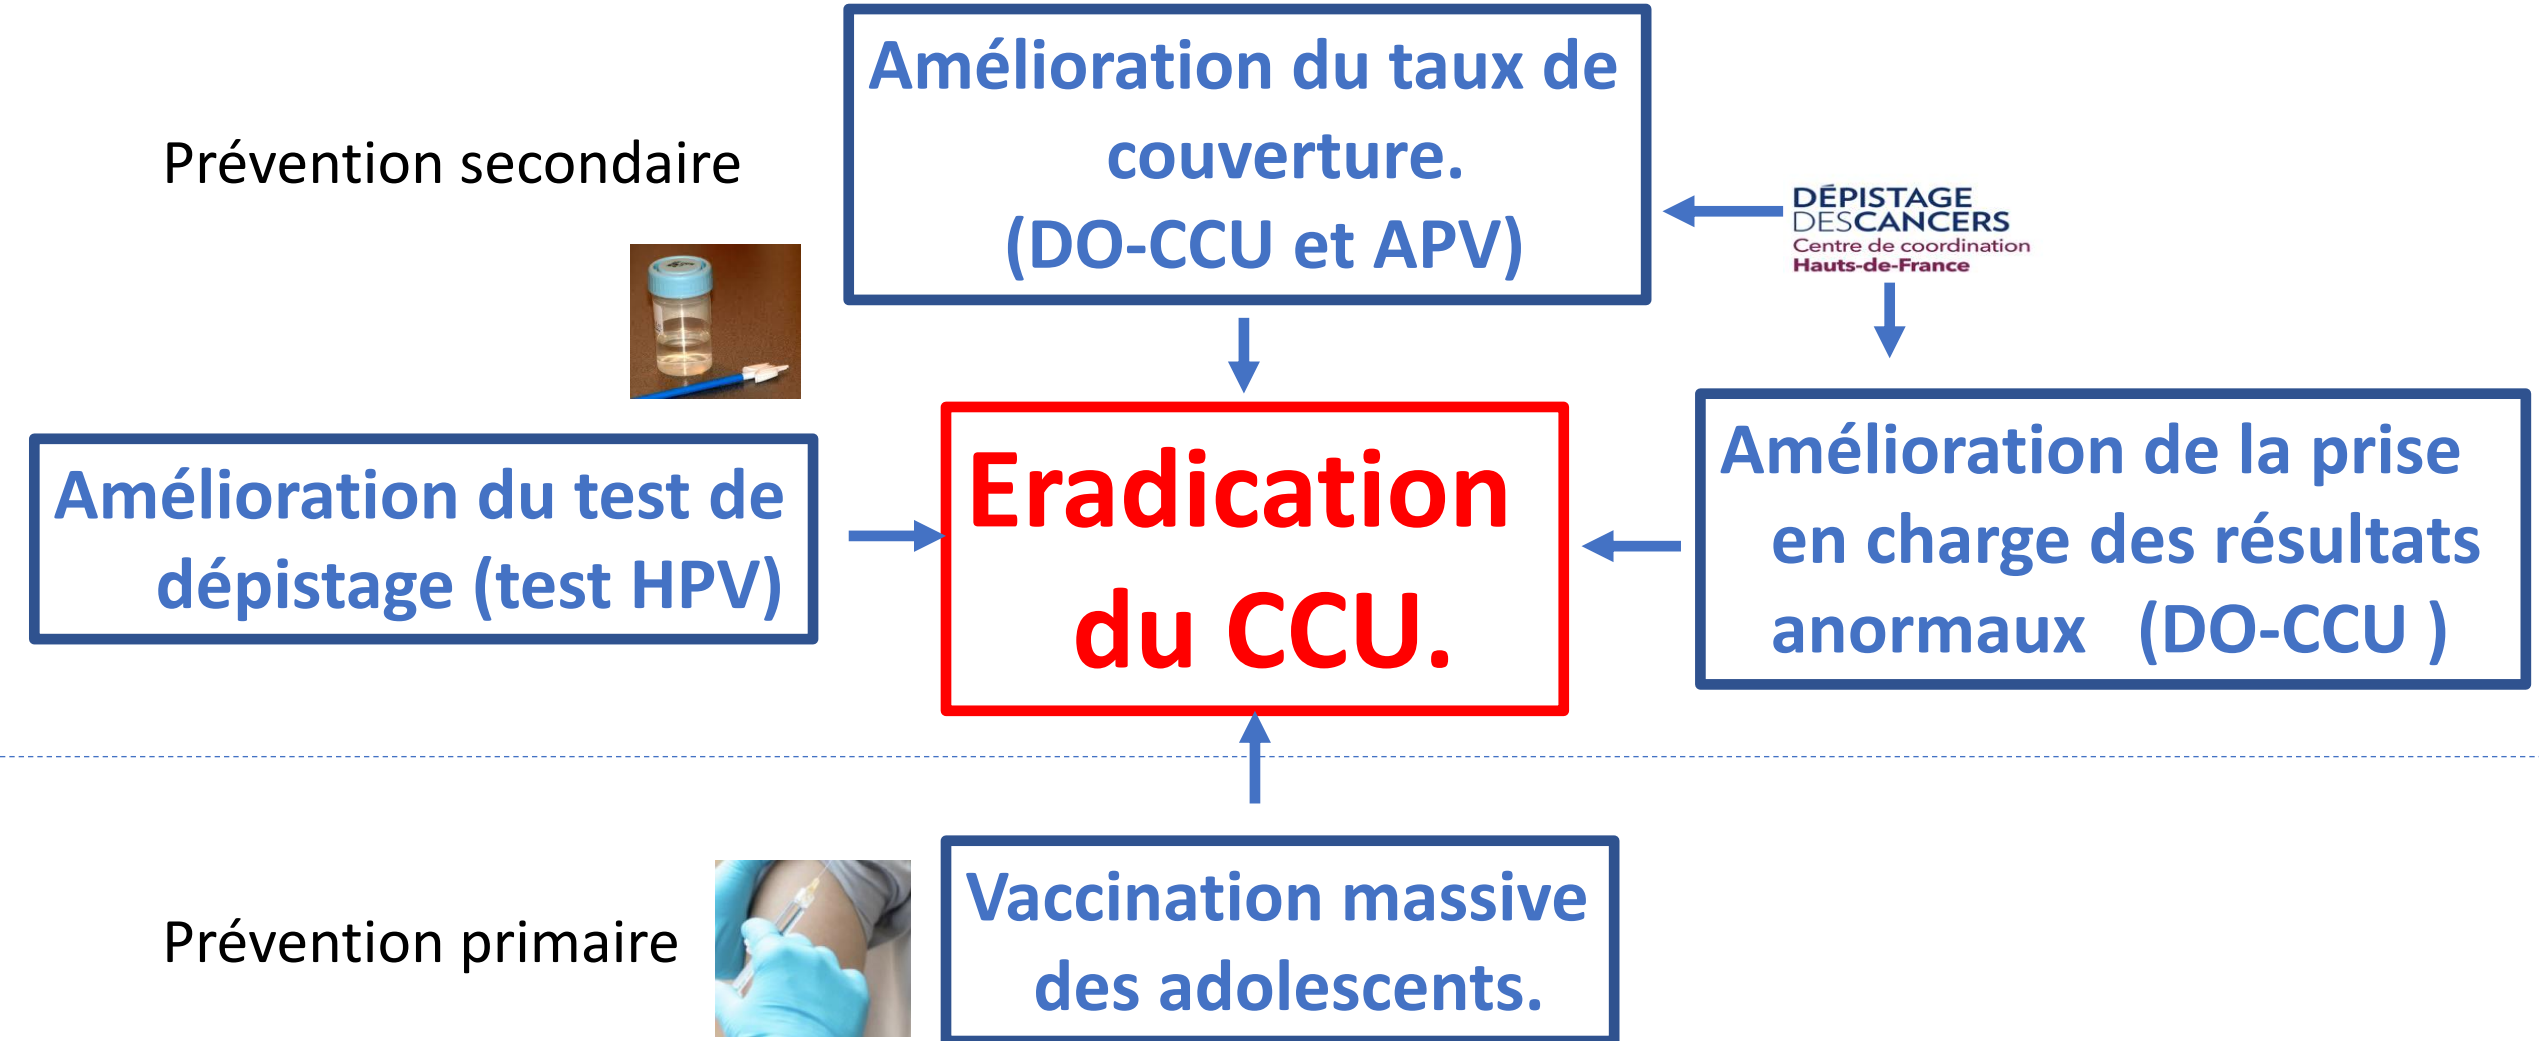 Amélioration du taux de
couverture.
(DO-CCU et APV)
Prévention secondaire
DÉPISTAGE
DESCANCERS
Centre de coordination
Hauts-de-France
Amélioration du test de
dépistage (test HPV)
Eradication
du CCU.
Amélioration de la prise
en charge des résultats
anormaux (DO-CCU )
Prévention primaire
Vaccination massive
des adolescents.